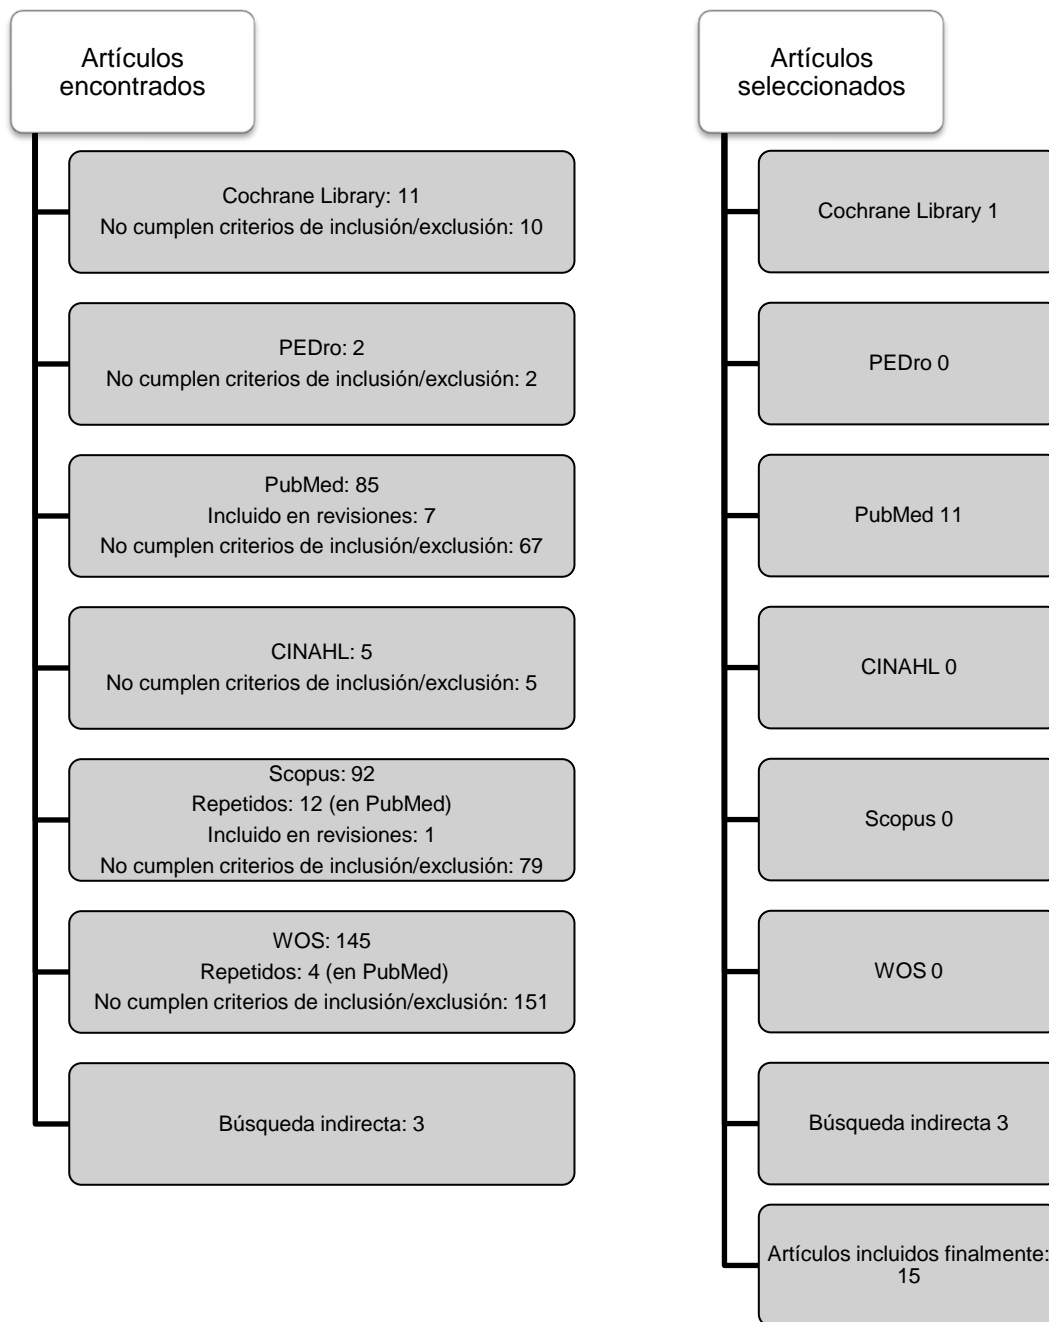 Artículos
encontrados
Cochrane Library: 11
No cumplen criterios de inclusión/exclusión: 10
PEDro: 2
No cumplen criterios de inclusión/exclusión: 2
PubMed: 85
Incluido en revisiones: 7
No cumplen criterios de inclusión/exclusión: 67
CINAHL: 5
No cumplen criterios de inclusión/exclusión: 5
Scopus: 92
Repetidos: 12 (en PubMed)
Incluido en revisiones: 1
No cumplen criterios de inclusión/exclusión: 79
WOS: 145
Repetidos: 4 (en PubMed)
No cumplen criterios de inclusión/exclusión: 151
Búsqueda indirecta: 3
Artículos
seleccionados
Cochrane Library 1
PEDro 0
PubMed 11
CINAHL 0
Scopus 0
WOS 0
Búsqueda indirecta 3
Artículos incluidos finalmente:
15